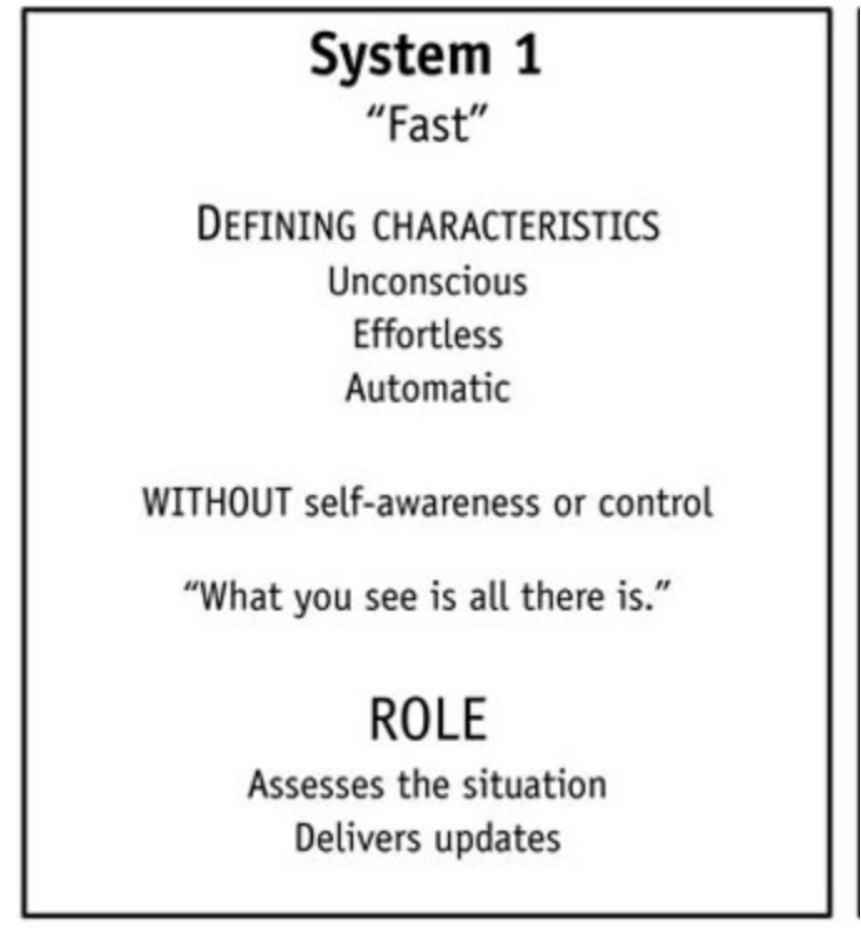 System 1
“Fast”
DEFINING CHARACTERISTICS
Unconscious
Effortless
Automatic
WITHOUT self-awareness or control
“What you see is all there is.”
ROLE
Assesses the situation
Delivers updates